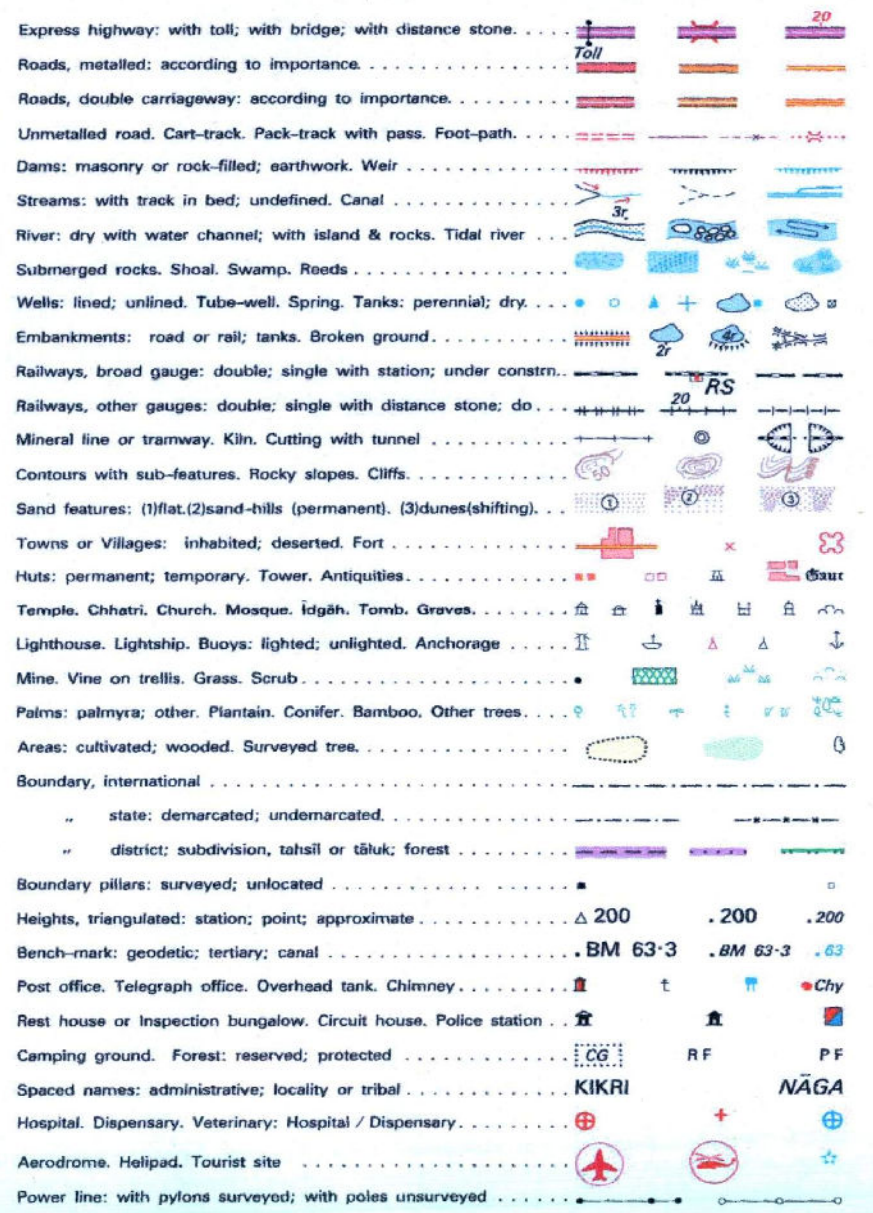 Express highway: with toll; with bridge; with distance stone. Toll 20
Roads, metalled: according to importance.
Roads, double carriageway: according to importance.
Unmetalled road. Cart-track. Pack-track with pass. Foot-path.
Dams: masonry or rock-filled; earthwork. Weir
Streams: with track in bed; undefined. Canal
River: dry with water channel; with island & rocks. Tidal river 3r
Submerged rocks. Shoal. Swamp. Reeds
Wells: lined; unlined. Tube-well. Spring. Tanks: perennial; dry.
Embankments: road or rail; tanks. Broken ground. 2r 4r
Railways, broad gauge: double; single with station; under constrn. RS
Railways, other gauges: double; single with distance stone; do 20
Mineral line or tramway. Kiln. Cutting with tunnel
Contours with sub-features. Rocky slopes. Cliffs. 50
Sand features: (1)flat.(2)sand-hills (permanent). (3)dunes(shifting). 1 2 3
Towns or Villages: inhabited; deserted. Fort
Huts: permanent; temporary. Tower. Antiquities. Gaur
Temple. Chhatri. Church. Mosque. Īdgāh. Tomb. Graves.
Lighthouse. Lightship. Buoys: lighted; unlighted. Anchorage
Mine. Vine on trellis. Grass. Scrub
Palms: palmyra; other. Plantain. Conifer. Bamboo. Other trees.
Areas: cultivated; wooded. Surveyed tree.
Boundary, international
„ state: demarcated; undemarcated.
„ district; subdivision, tahsīl or tāluk; forest
Boundary pillars: surveyed; unlocated
Heights, triangulated: station; point; approximate △ 200 .200 .200
Bench-mark: geodetic; tertiary; canal .BM 63·3 .BM 63·3 .63
Post office. Telegraph office. Overhead tank. Chimney Chy
Rest house or Inspection bungalow. Circuit house. Police station
Camping ground. Forest: reserved; protected CG RF PF
Spaced names: administrative; locality or tribal KIKRI NĀGA
Hospital. Dispensary. Veterinary: Hospital / Dispensary.
Aerodrome. Helipad. Tourist site
Power line: with pylons surveyed; with poles unsurveyed